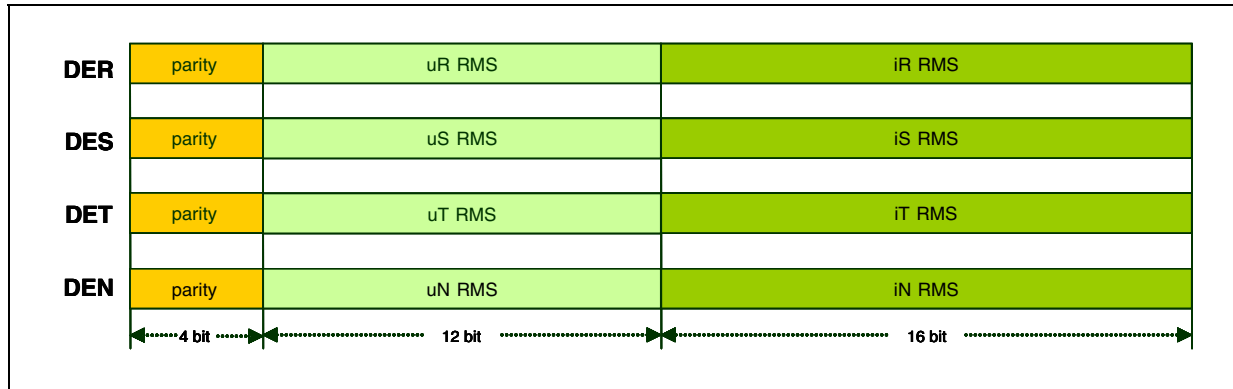 DER parity uR RMS iR RMS
DES parity uS RMS iS RMS
DET parity uT RMS iT RMS
DEN parity uN RMS iN RMS
4 bit 12 bit 16 bit